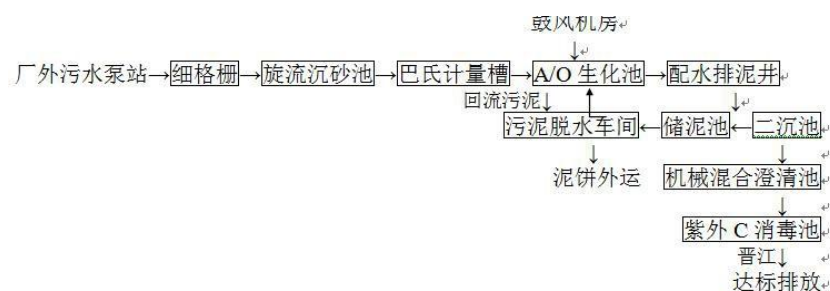 鼓风机房
厂外污水泵站→细格栅→旋流沉砂池→巴氏计量槽→A/O 生化池→配水排泥井
回流污泥
污泥脱水车间←储泥池←二沉池
泥饼外运 机械混合澄清池
紫外 C 消毒池
晋江
达标排放